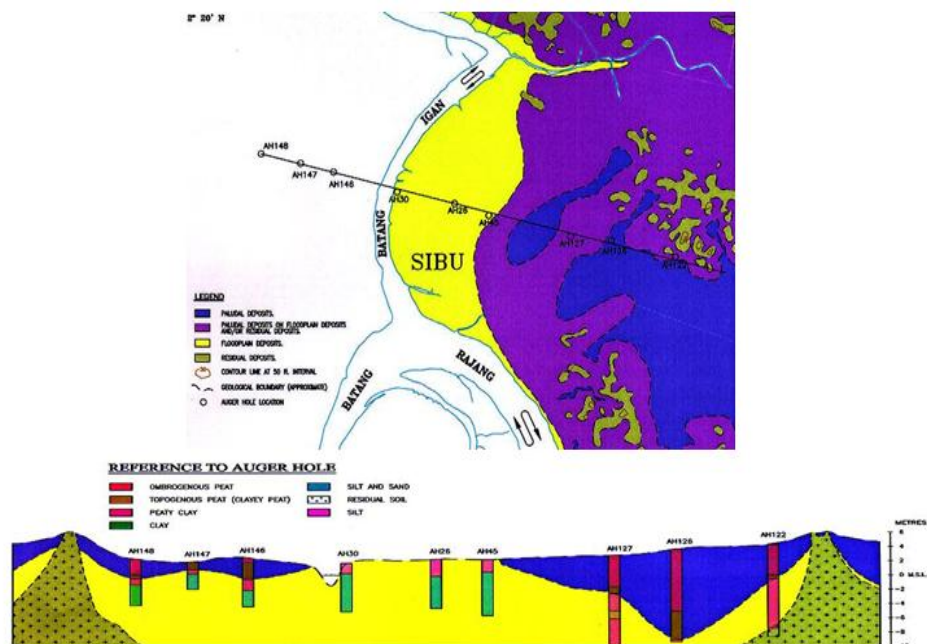 2° 20' N
AH148
AH147
AH146
AH30
AH26
AH45
AH127
AH122
IGAN
BATANG
SIBU
RAJANG
BATANG
LEGEND
PALUDAL DEPOSITS.
PALUDAL DEPOSITS ON FLOODPLAIN DEPOSITS
AND/OR RESIDUAL DEPOSITS.
FLOODPLAIN DEPOSITS.
RESIDUAL DEPOSITS.
CONTOUR LINE AT 50 ft. INTERVAL
GEOLOGICAL BOUNDARY (APPROXIMATE)
AUGER HOLE LOCATION
REFERENCE TO AUGER HOLE
OMBROGENOUS PEAT
TOPOGENOUS PEAT (CLAYEY PEAT)
PEATY CLAY
CLAY
SILT AND SAND
RESIDUAL SOIL
SILT
AH148
AH147
AH146
AH30
AH26
AH45
AH127
AH126
AH122
METRES
6
4
2
0 M.S.L.
-2
-4
-6
-8